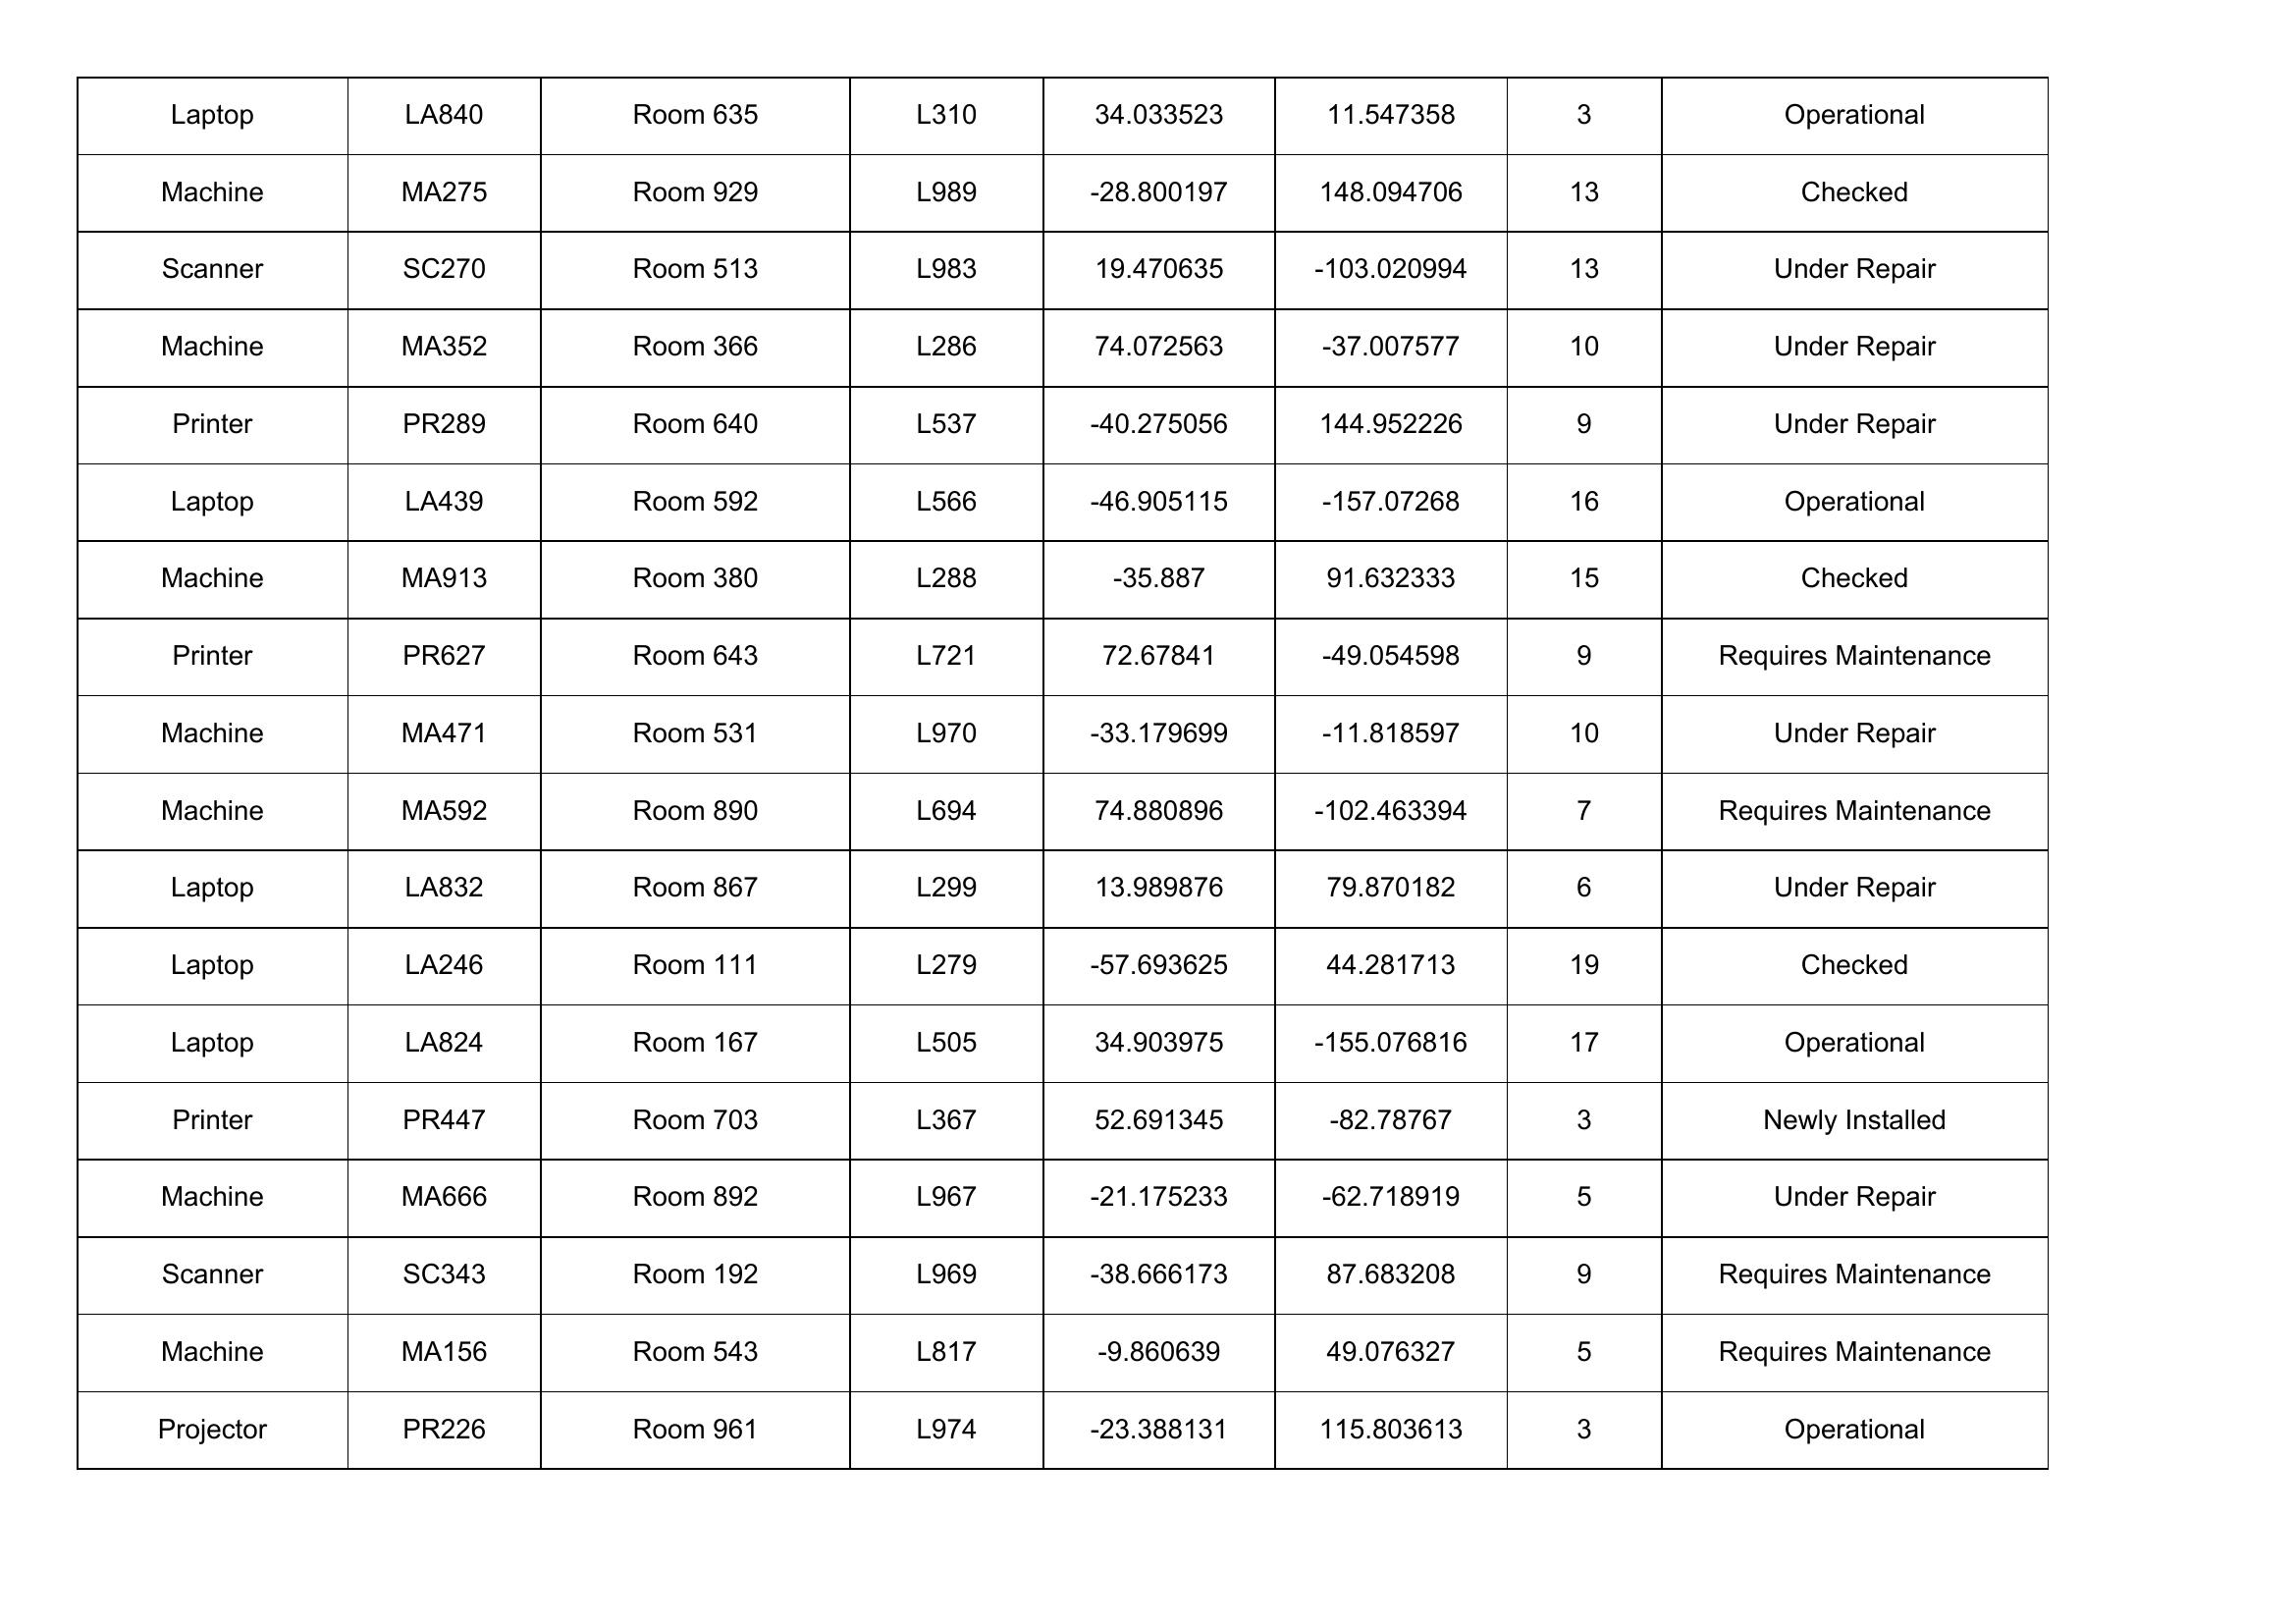 Laptop LA840 Room 635 L310 34.033523 11.547358 3 Operational
Machine MA275 Room 929 L989 -28.800197 148.094706 13 Checked
Scanner SC270 Room 513 L983 19.470635 -103.020994 13 Under Repair
Machine MA352 Room 366 L286 74.072563 -37.007577 10 Under Repair
Printer PR289 Room 640 L537 -40.275056 144.952226 9 Under Repair
Laptop LA439 Room 592 L566 -46.905115 -157.07268 16 Operational
Machine MA913 Room 380 L288 -35.887 91.632333 15 Checked
Printer PR627 Room 643 L721 72.67841 -49.054598 9 Requires Maintenance
Machine MA471 Room 531 L970 -33.179699 -11.818597 10 Under Repair
Machine MA592 Room 890 L694 74.880896 -102.463394 7 Requires Maintenance
Laptop LA832 Room 867 L299 13.989876 79.870182 6 Under Repair
Laptop LA246 Room 111 L279 -57.693625 44.281713 19 Checked
Laptop LA824 Room 167 L505 34.903975 -155.076816 17 Operational
Printer PR447 Room 703 L367 52.691345 -82.78767 3 Newly Installed
Machine MA666 Room 892 L967 -21.175233 -62.718919 5 Under Repair
Scanner SC343 Room 192 L969 -38.666173 87.683208 9 Requires Maintenance
Machine MA156 Room 543 L817 -9.860639 49.076327 5 Requires Maintenance
Projector PR226 Room 961 L974 -23.388131 115.803613 3 Operational